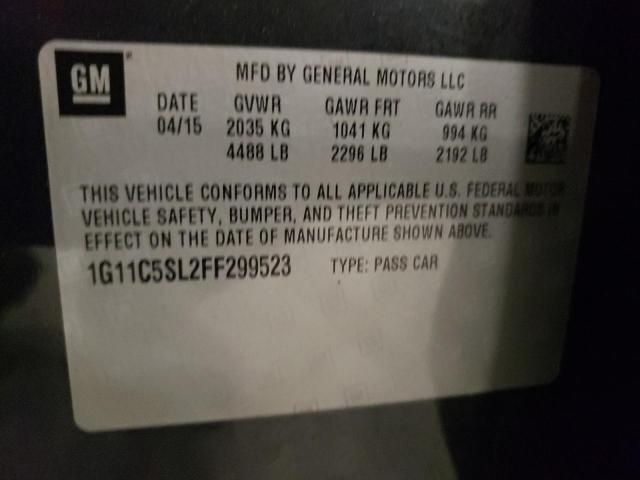 GM
MFD BY GENERAL MOTORS LLC
DATE GVWR GAWR FRT GAWR RR
04/15 2035 KG 1041 KG 994 KG
4488 LB 2296 LB 2192 LB
THIS VEHICLE CONFORMS TO ALL APPLICABLE U.S. FEDERAL MOTOR
VEHICLE SAFETY, BUMPER, AND THEFT PREVENTION STANDARDS IN
EFFECT ON THE DATE OF MANUFACTURE SHOWN ABOVE.
1G11C5SL2FF299523 TYPE: PASS CAR